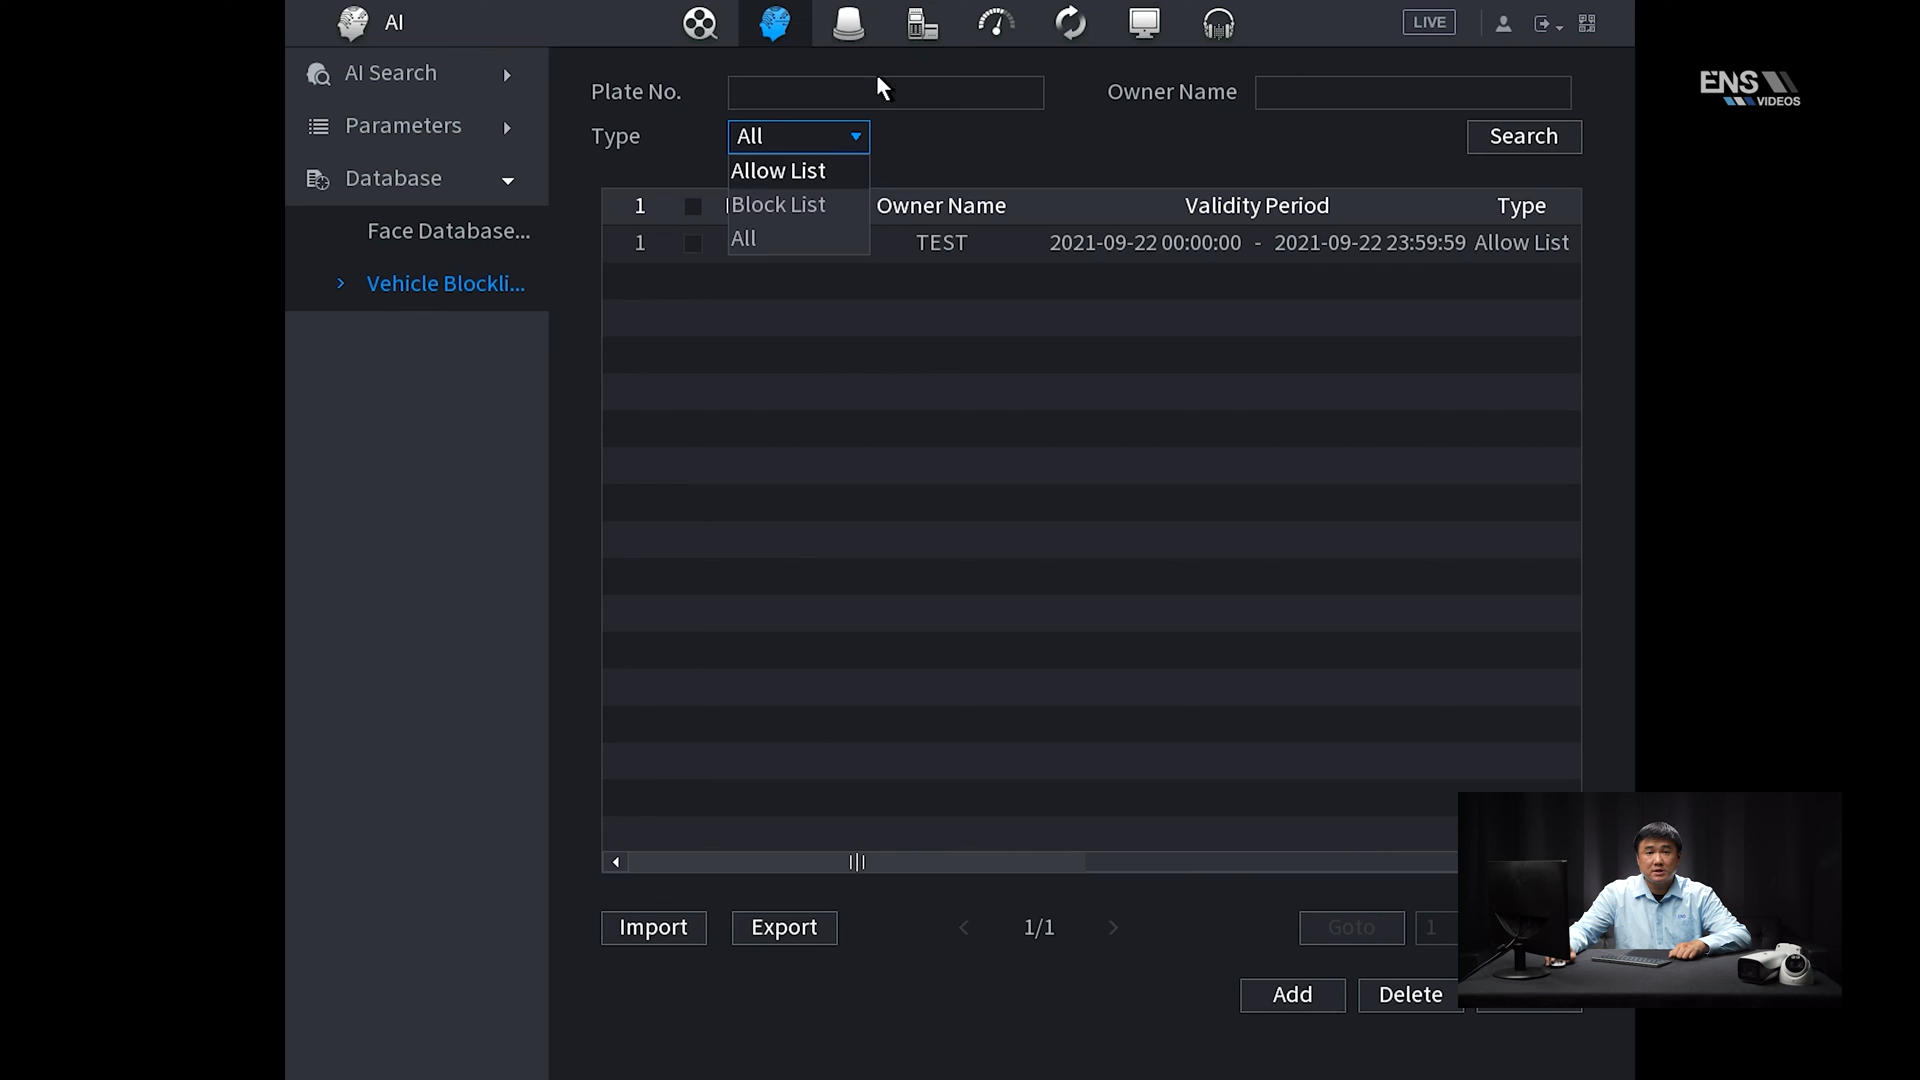 AI
LIVE
AI Search
Parameters
Database
Face Database...
Vehicle Blockli...
Plate No.
Owner Name
Type
All
Search
Allow List
Block List
All
1 Owner Name Validity Period Type
1 TEST 2021-09-22 00:00:00 - 2021-09-22 23:59:59 Allow List
Import
Export
1/1
Goto
1
Add
Delete
ENS
VIDEOS